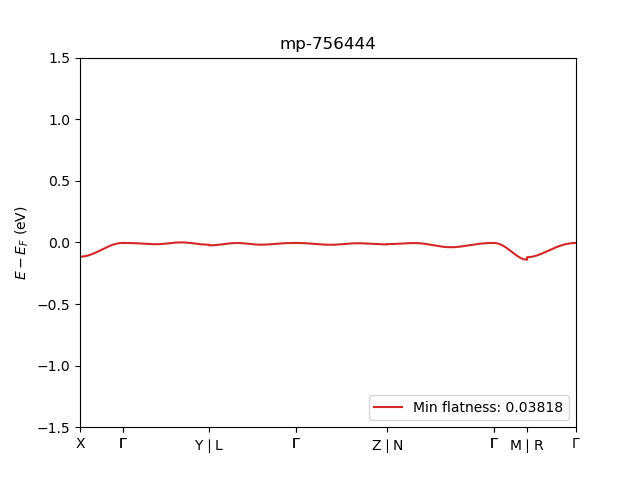 mp-756444
1.5
1.0
0.5
0.0
−0.5
−1.0
−1.5
E − E_F (eV)
Min flatness: 0.03818
X Γ Y | L Γ Z | N Γ M | R Γ